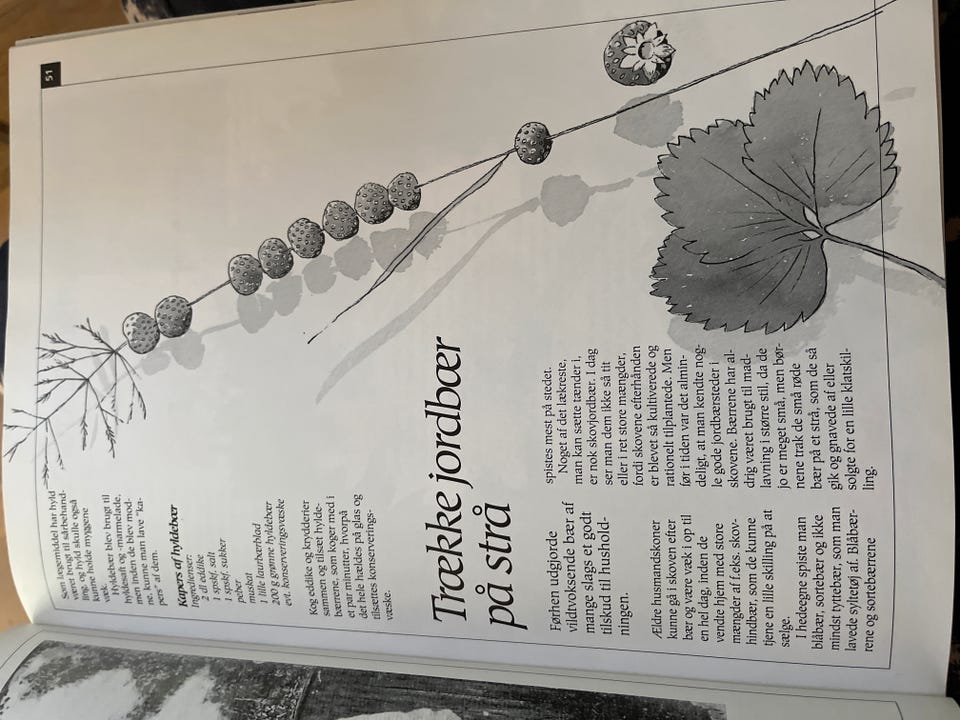 51
Som lægemiddel har hyld
været brugt til sårbehand-
ling, og hyld skulle også
kunne holde myggene
væk.
Hyldebær blev brugt til
hyldesaft og -marmelade,
men inden de blev mod-
ne, kunne man lave "ka-
pers" af dem.
Kapers af hyldebær
Ingredienser:
2 dl eddike
1 spskf. salt
1 spskf. sukker
peber
muskat
1 lille laurbærblad
200 g grønne hyldebær
evt. konserveringsvæske
Kog eddike og krydderier
sammen og tilsæt hylde-
bærrene, som koger med i
et par minutter, hvorpå
det hele hældes på glas og
tilsættes konserverings-
væske.
Trække jordbær
på strå
Førhen udgjorde
vildtvoksende bær af
mange slags et godt
tilskud til hushold-
ningen.
Ældre husmandskoner
kunne gå i skoven efter
bær og være væk i op til
en hel dag, inden de
vendte hjem med store
mængder af f.eks. skov-
hindbær, som de kunne
tjene en lille skilling på at
sælge.
I hedeegnene spiste man
blåbær, sortebær og ikke
mindst tyttebær, som man
lavede syltetøj af. Blåbær-
rene og sortebærrene
spistes mest på stedet.
Noget af det lækreste,
man kan sætte tænder i,
er nok skovjordbær. I dag
ser man dem ikke så tit
eller i ret store mængder,
fordi skovene efterhånden
er blevet så kultiverede og
rationelt tilplantede. Men
før i tiden var det almin-
deligt, at man kendte nog-
le gode jordbærsteder i
skovene. Bærrene har al-
drig været brugt til mad-
lavning i større stil, da de
jo er meget små, men bør-
nene trak de små røde
bær på et strå, som de så
gik og gnavede af eller
solgte for en lille klatskil-
ling.